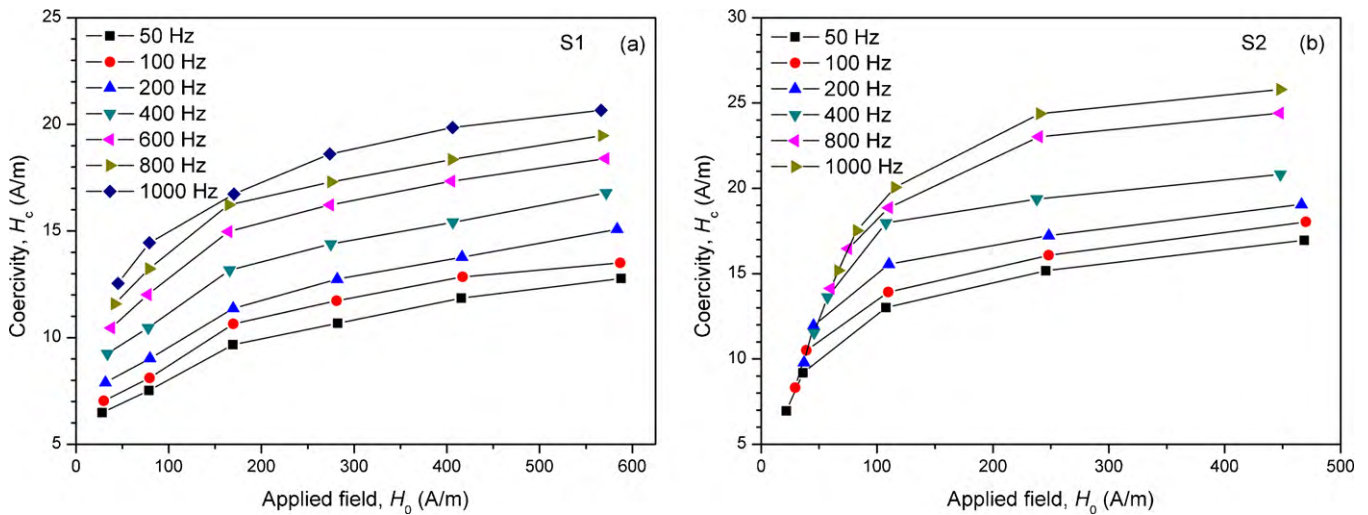 S1 (a)
50 Hz
100 Hz
200 Hz
400 Hz
600 Hz
800 Hz
1000 Hz
25
20
15
10
5
0 100 200 300 400 500 600
Coercivity, Hc (A/m)
Applied field, H0 (A/m)
S2 (b)
50 Hz
100 Hz
200 Hz
400 Hz
800 Hz
1000 Hz
30
25
20
15
10
5
0 100 200 300 400 500
Coercivity, Hc (A/m)
Applied field, H0 (A/m)